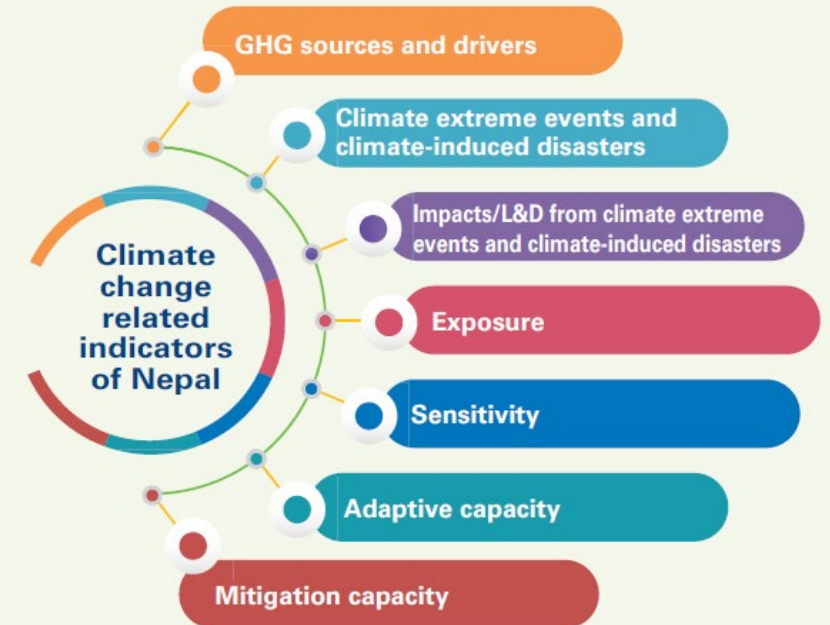 GHG sources and drivers
Climate extreme events and
climate-induced disasters
Impacts/L&D from climate extreme
events and climate-induced disasters
Climate
change
related
indicators
of Nepal
Exposure
Sensitivity
Adaptive capacity
Mitigation capacity